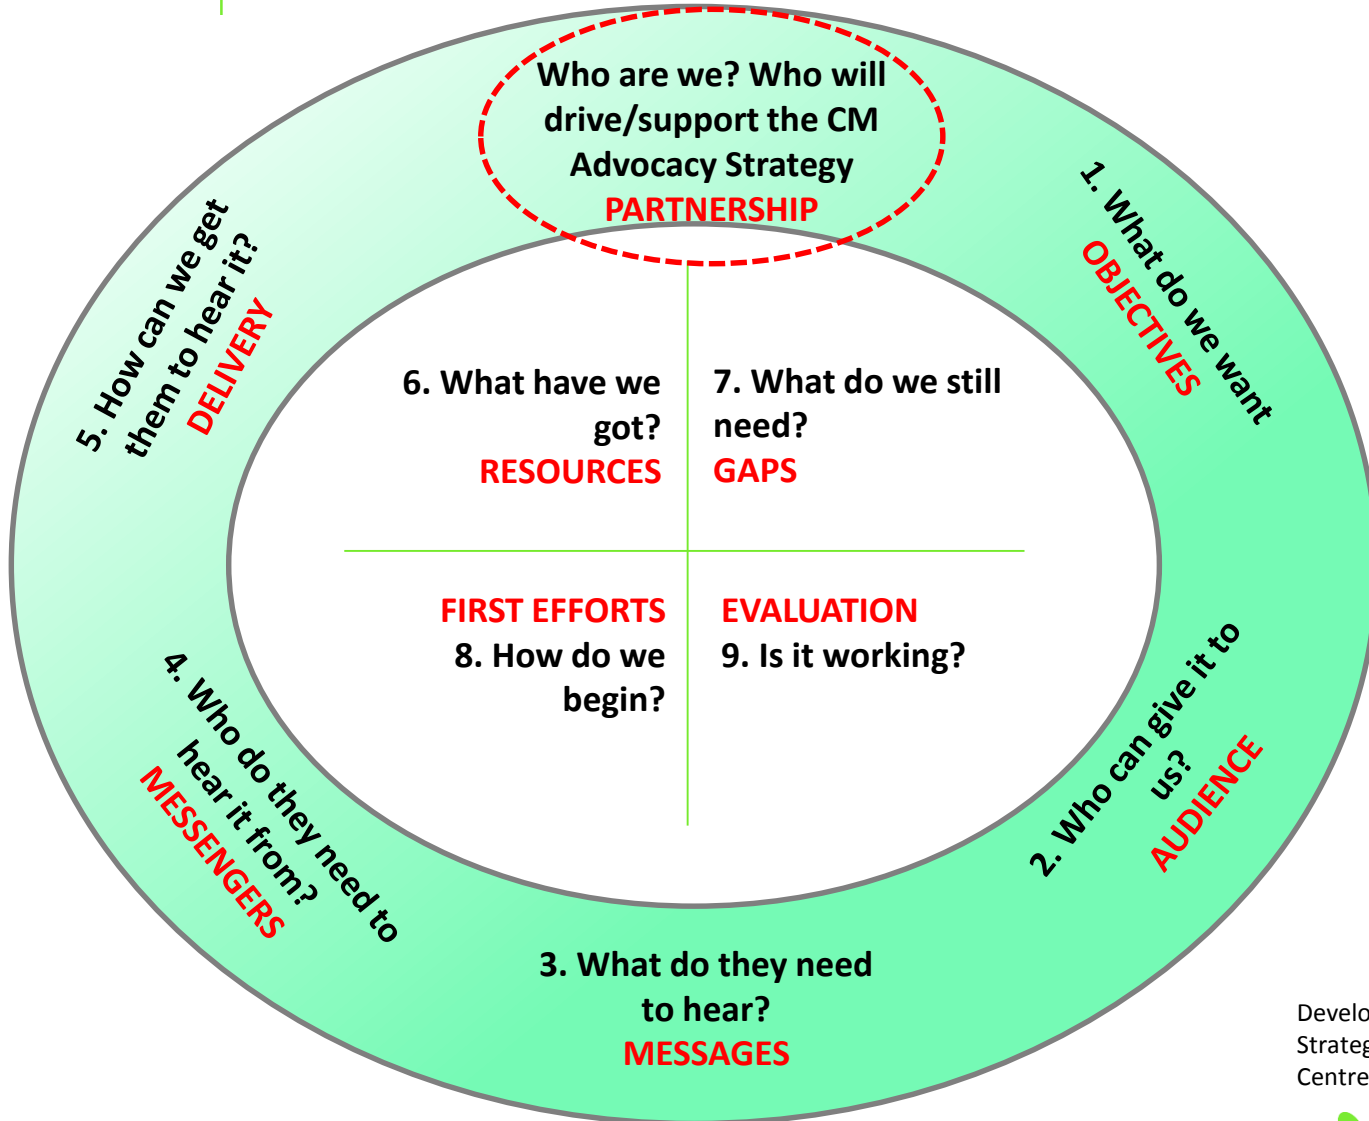 Who are we? Who will
drive/support the CM
Advocacy Strategy
PARTNERSHIP
1. What do we want
OBJECTIVES
2. Who can give it to
us?
AUDIENCE
3. What do they need
to hear?
MESSAGES
4. Who do they need to
hear it from?
MESSENGERS
5. How can we get
them to hear it?
DELIVERY
6. What have we
got?
RESOURCES
7. What do we still
need?
GAPS
FIRST EFFORTS
8. How do we
begin?
EVALUATION
9. Is it working?
Centre